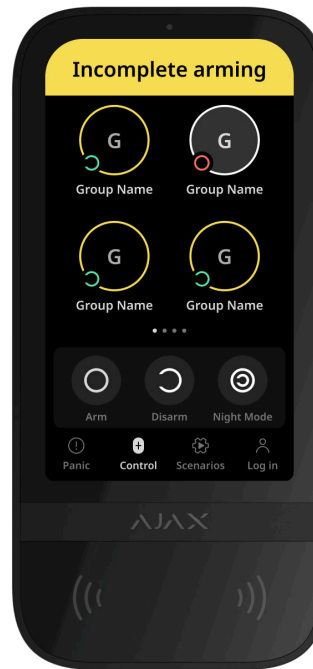 Incomplete arming
G G
Group Name Group Name
G G
Group Name Group Name
Arm Disarm Night Mode
Panic Control Scenarios Log in
AJAX